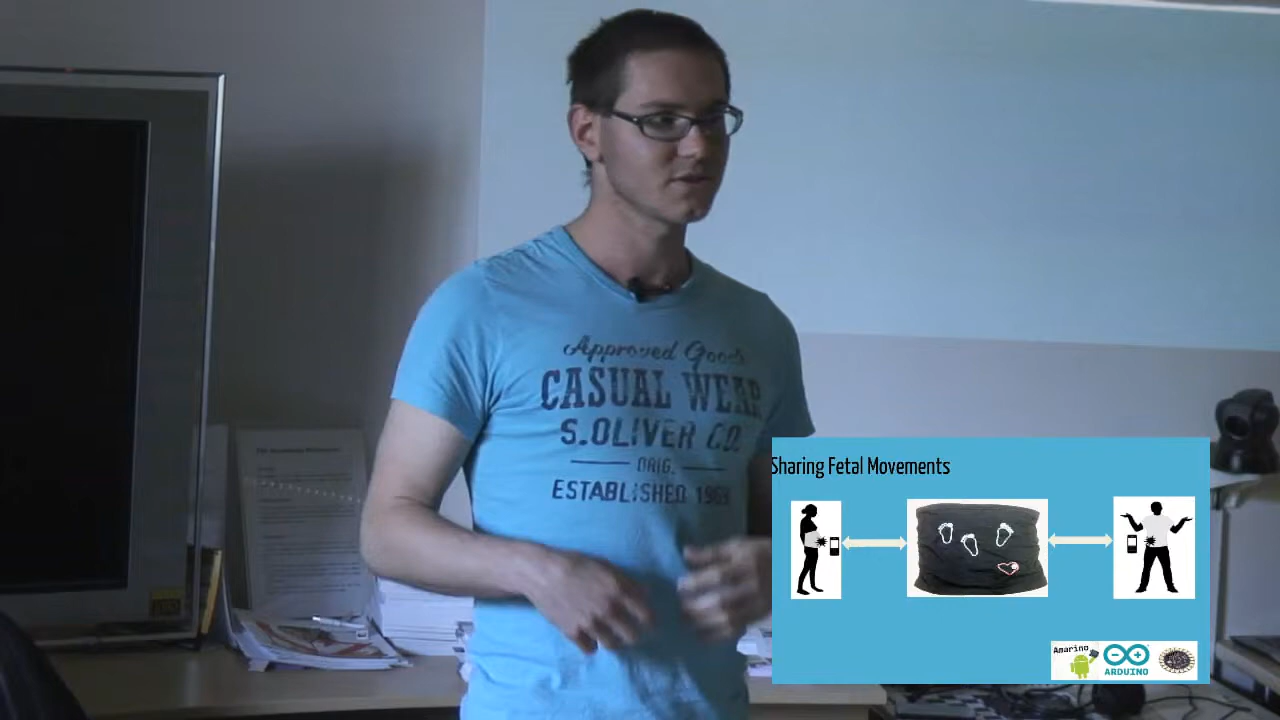 Approved Goods
CASUAL WEAR
S.OLIVER CO.
ORIG.
ESTABLISHED 1969
Sharing Fetal Movements
Amarino
ARDUINO